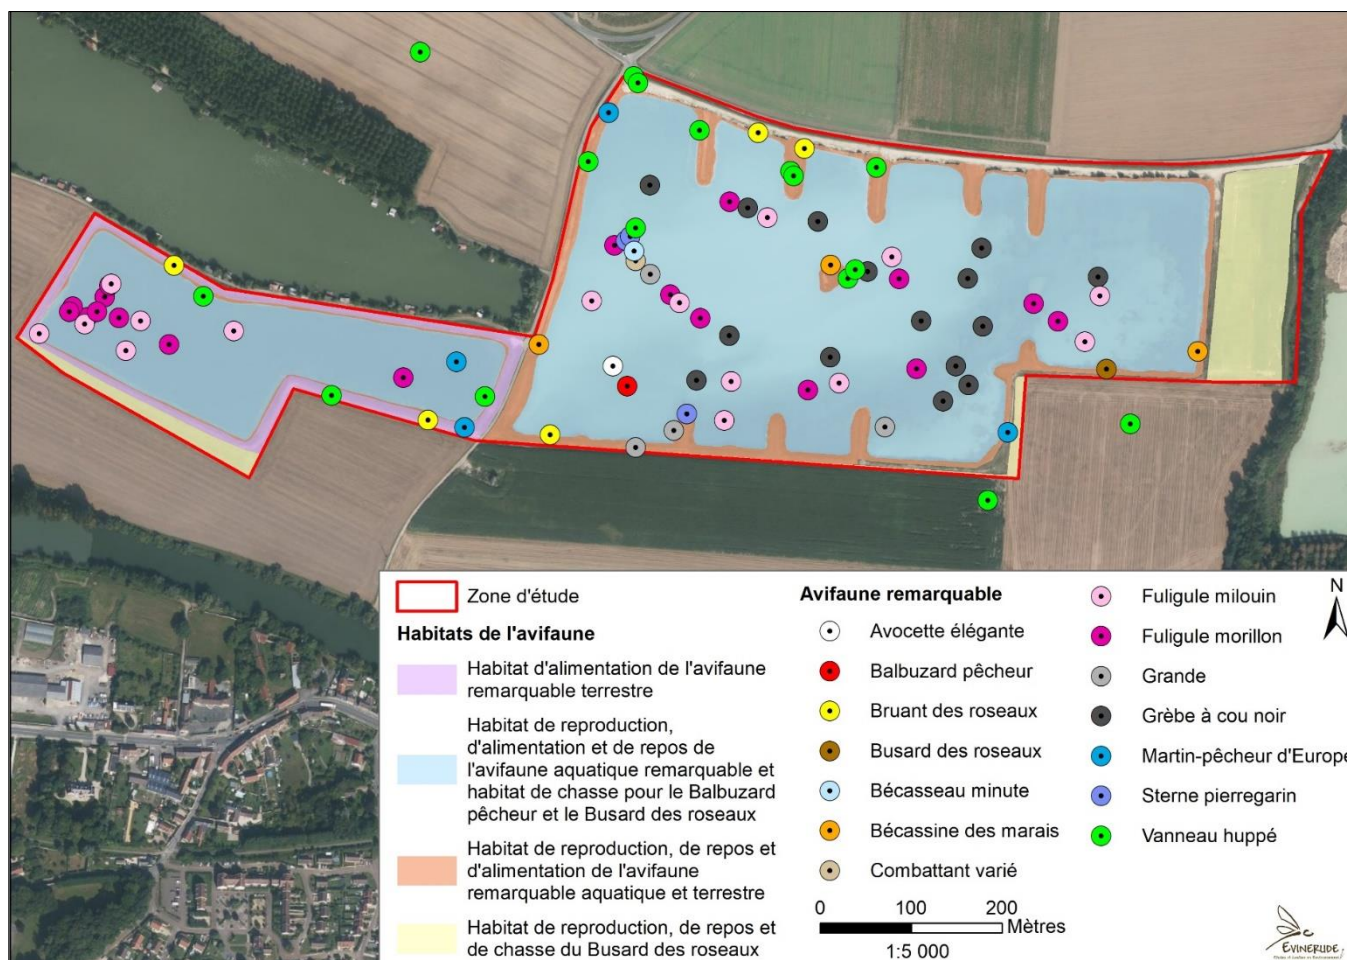 Zone d'étude
Habitats de l'avifaune
Habitat d'alimentation de l'avifaune
remarquable terrestre
Habitat de reproduction,
d'alimentation et de repos de
l'avifaune aquatique remarquable et
habitat de chasse pour le Balbuzard
pêcheur et le Busard des roseaux
Habitat de reproduction, de repos et
d'alimentation de l'avifaune
remarquable aquatique et terrestre
Habitat de reproduction, de repos et
de chasse du Busard des roseaux
Avifaune remarquable
Avocette élégante
Balbuzard pêcheur
Bruant des roseaux
Busard des roseaux
Bécasseau minute
Bécassine des marais
Combattant varié
Fuligule milouin
Fuligule morillon
Grande
Grèbe à cou noir
Martin-pêcheur d'Europe
Sterne pierregarin
Vanneau huppé
N
0 100 200
Mètres
1:5 000
EVINERUDE